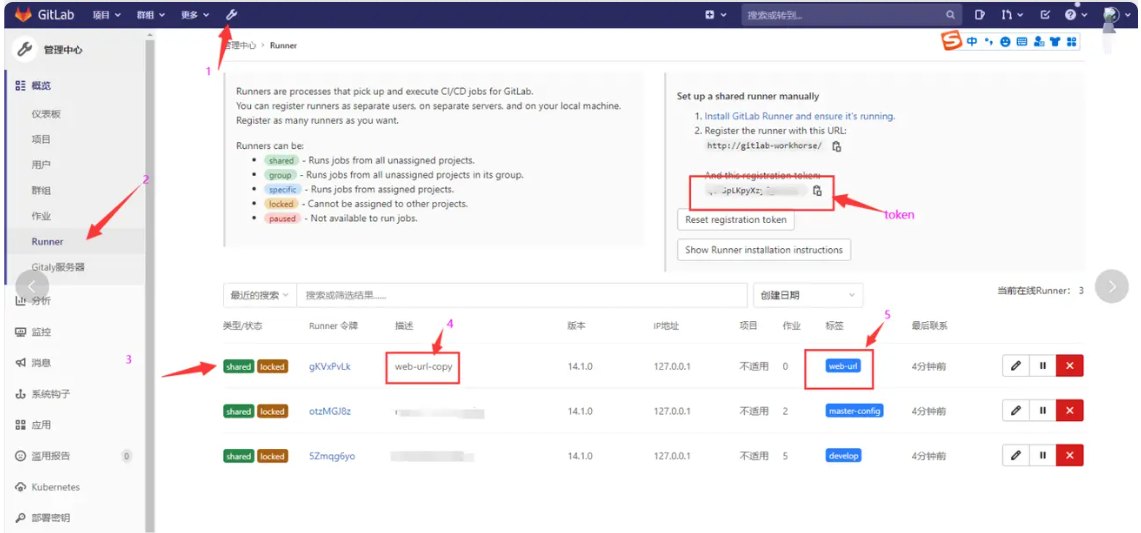 GitLab 项目 群组 更多 搜索或转到...
管理中心
概览
仪表板
项目
用户
群组
作业
Runner
Gitaly服务器
分析
监控
消息
系统钩子
应用
滥用报告 0
Kubernetes
部署密钥
1
2
3
管理中心 > Runner
中
Runners are processes that pick up and execute CI/CD jobs for GitLab.
You can register runners as separate users, on separate servers, and on your local machine.
Register as many runners as you want.
Runners can be:
shared - Runs jobs from all unassigned projects.
group - Runs jobs from all unassigned projects in its group.
specific - Runs jobs from assigned projects.
locked - Cannot be assigned to other projects.
paused - Not available to run jobs.
Set up a shared runner manually
1. Install GitLab Runner and ensure it's running.
2. Register the runner with this URL:
http://gitlab-workhorse/
And this registration token:
token
Reset registration token
Show Runner installation instructions
最近的搜索 搜索或筛选结果...... 创建日期 当前在线Runner: 3
4
5
类型/状态 Runner 令牌 描述 版本 IP地址 项目 作业 标签 最后联系
shared locked gKVxPvLk web-url-copy 14.1.0 127.0.0.1 不适用 0 web-url 4分钟前
shared locked otzMGJ8z 14.1.0 127.0.0.1 不适用 2 master-config 4分钟前
shared locked 5Zmqg6yo 14.1.0 127.0.0.1 不适用 5 develop 4分钟前